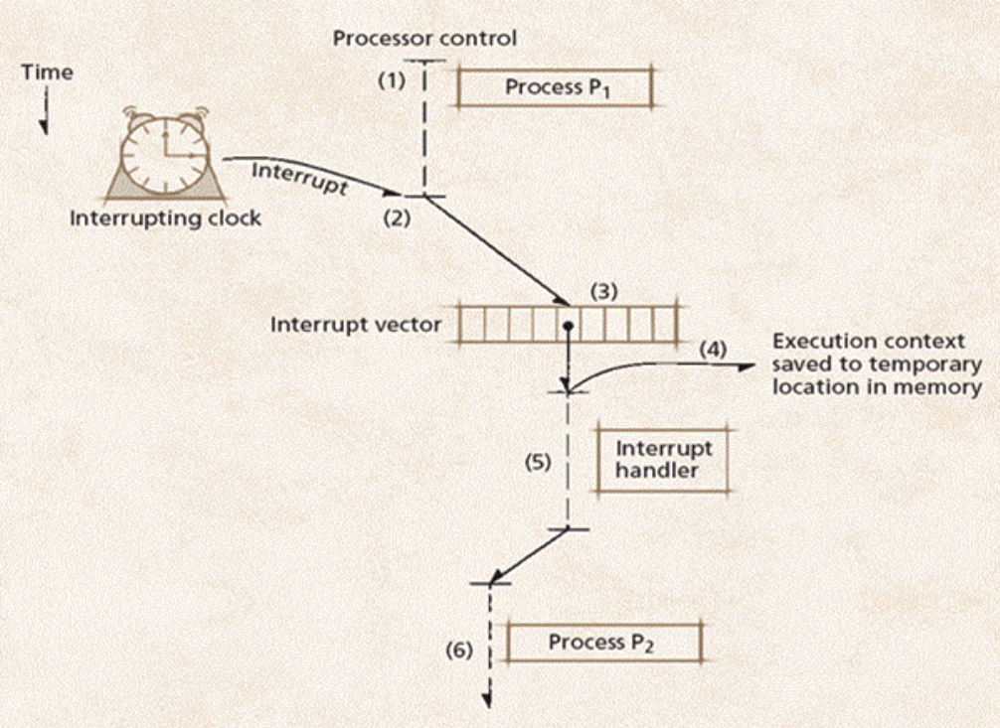 Processor control
Time
(1)
Process P₁
Interrupt
Interrupting clock
(2)
(3)
Interrupt vector
(4)
Execution context
saved to temporary
location in memory
(5)
Interrupt
handler
(6)
Process P₂